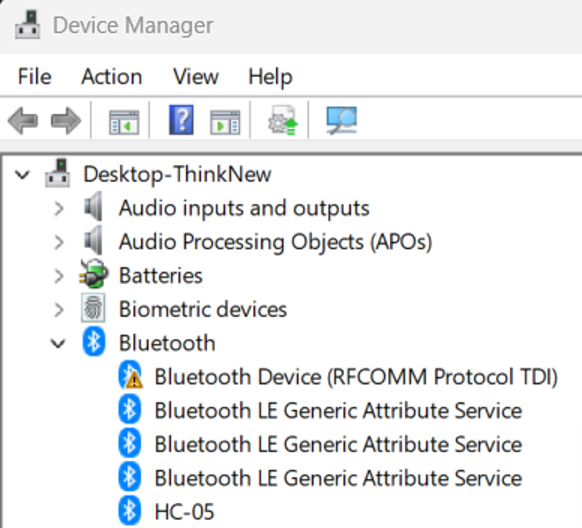 Device Manager
File Action View Help
Desktop-ThinkNew
Audio inputs and outputs
Audio Processing Objects (APOs)
Batteries
Biometric devices
Bluetooth
Bluetooth Device (RFCOMM Protocol TDI)
Bluetooth LE Generic Attribute Service
Bluetooth LE Generic Attribute Service
Bluetooth LE Generic Attribute Service
HC-05